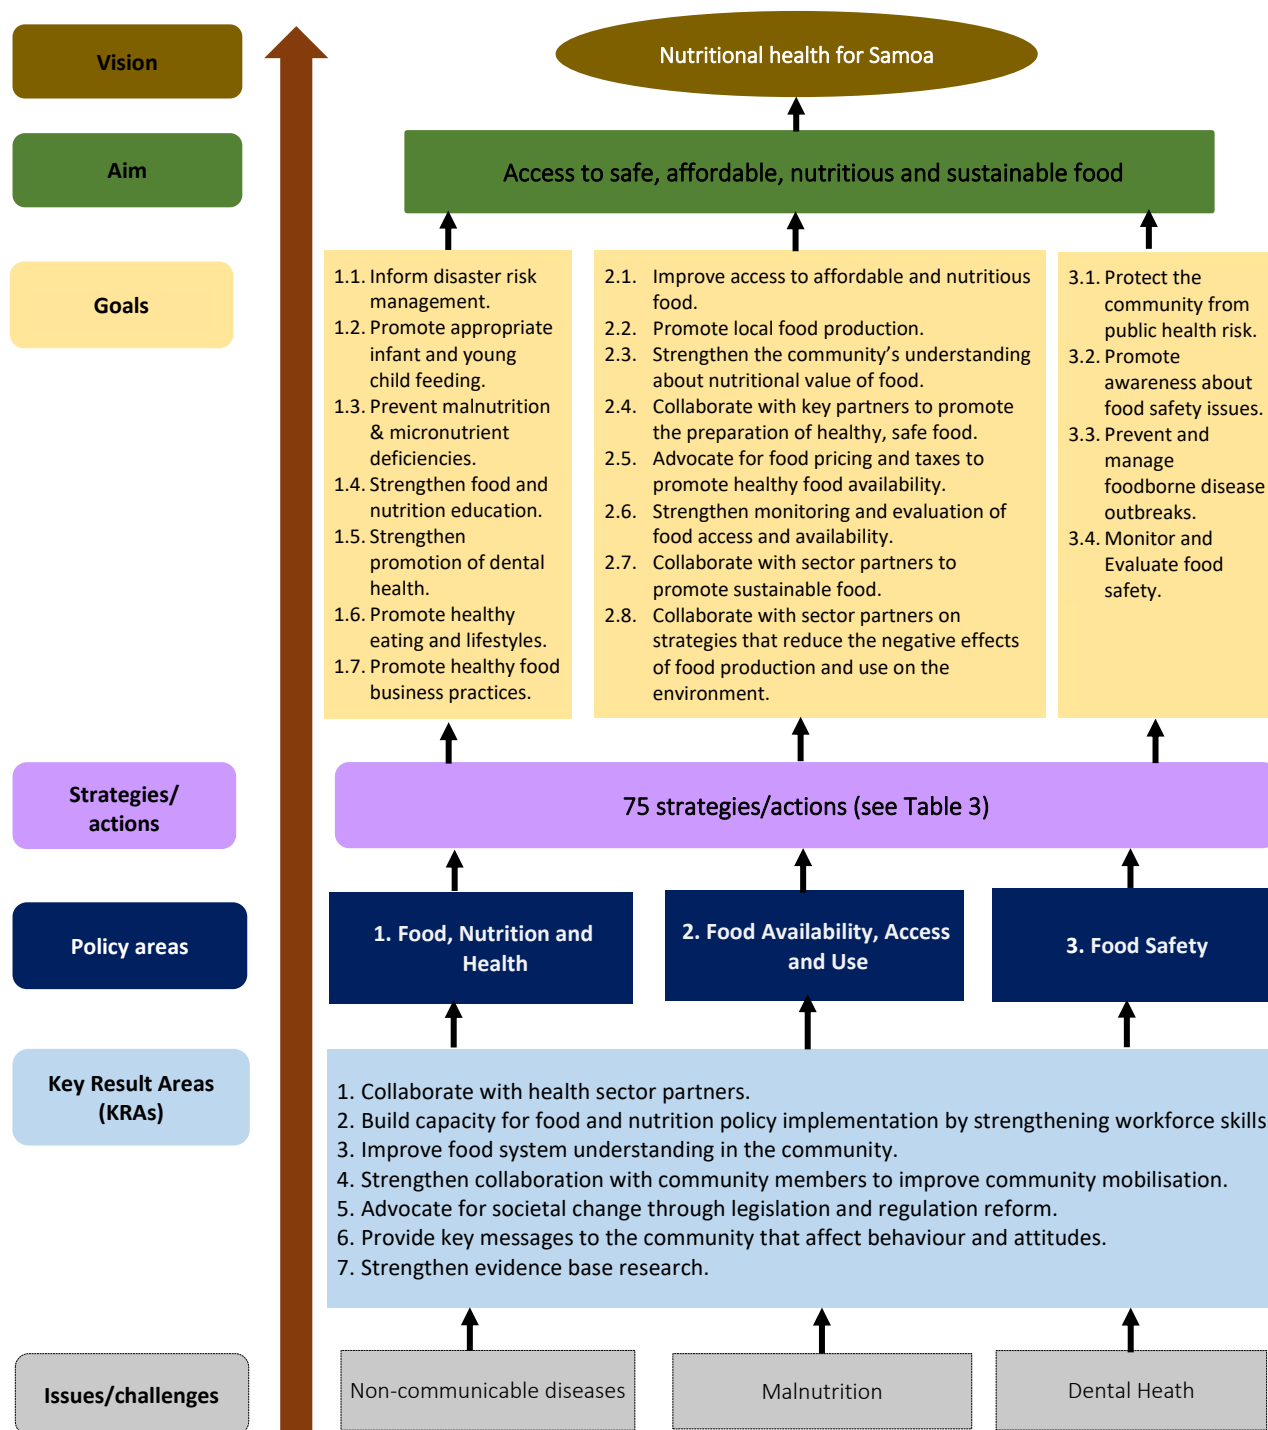 Vision
Nutritional health for Samoa
Aim
Access to safe, affordable, nutritious and sustainable food
Goals
1.1. Inform disaster risk
management.
1.2. Promote appropriate
infant and young
child feeding.
1.3. Prevent malnutrition
& micronutrient
deficiencies.
1.4. Strengthen food and
nutrition education.
1.5. Strengthen
promotion of dental
health.
1.6. Promote healthy
eating and lifestyles.
1.7. Promote healthy food
business practices.
2.1. Improve access to affordable and nutritious
food.
2.2. Promote local food production.
2.3. Strengthen the community’s understanding
about nutritional value of food.
2.4. Collaborate with key partners to promote
the preparation of healthy, safe food.
2.5. Advocate for food pricing and taxes to
promote healthy food availability.
2.6. Strengthen monitoring and evaluation of
food access and availability.
2.7. Collaborate with sector partners to
promote sustainable food.
2.8. Collaborate with sector partners on
strategies that reduce the negative effects
of food production and use on the
environment.
3.1. Protect the
community from
public health risk.
3.2. Promote
awareness about
food safety issues.
3.3. Prevent and
manage
foodborne disease
outbreaks.
3.4. Monitor and
Evaluate food
safety.
Strategies/
actions
75 strategies/actions (see Table 3)
Policy areas
1. Food, Nutrition and
Health
2. Food Availability, Access
and Use
3. Food Safety
Key Result Areas
(KRAs)
1. Collaborate with health sector partners.
2. Build capacity for food and nutrition policy implementation by strengthening workforce skills
3. Improve food system understanding in the community.
4. Strengthen collaboration with community members to improve community mobilisation.
5. Advocate for societal change through legislation and regulation reform.
6. Provide key messages to the community that affect behaviour and attitudes.
7. Strengthen evidence base research.
Issues/challenges
Non-communicable diseases
Malnutrition
Dental Heath